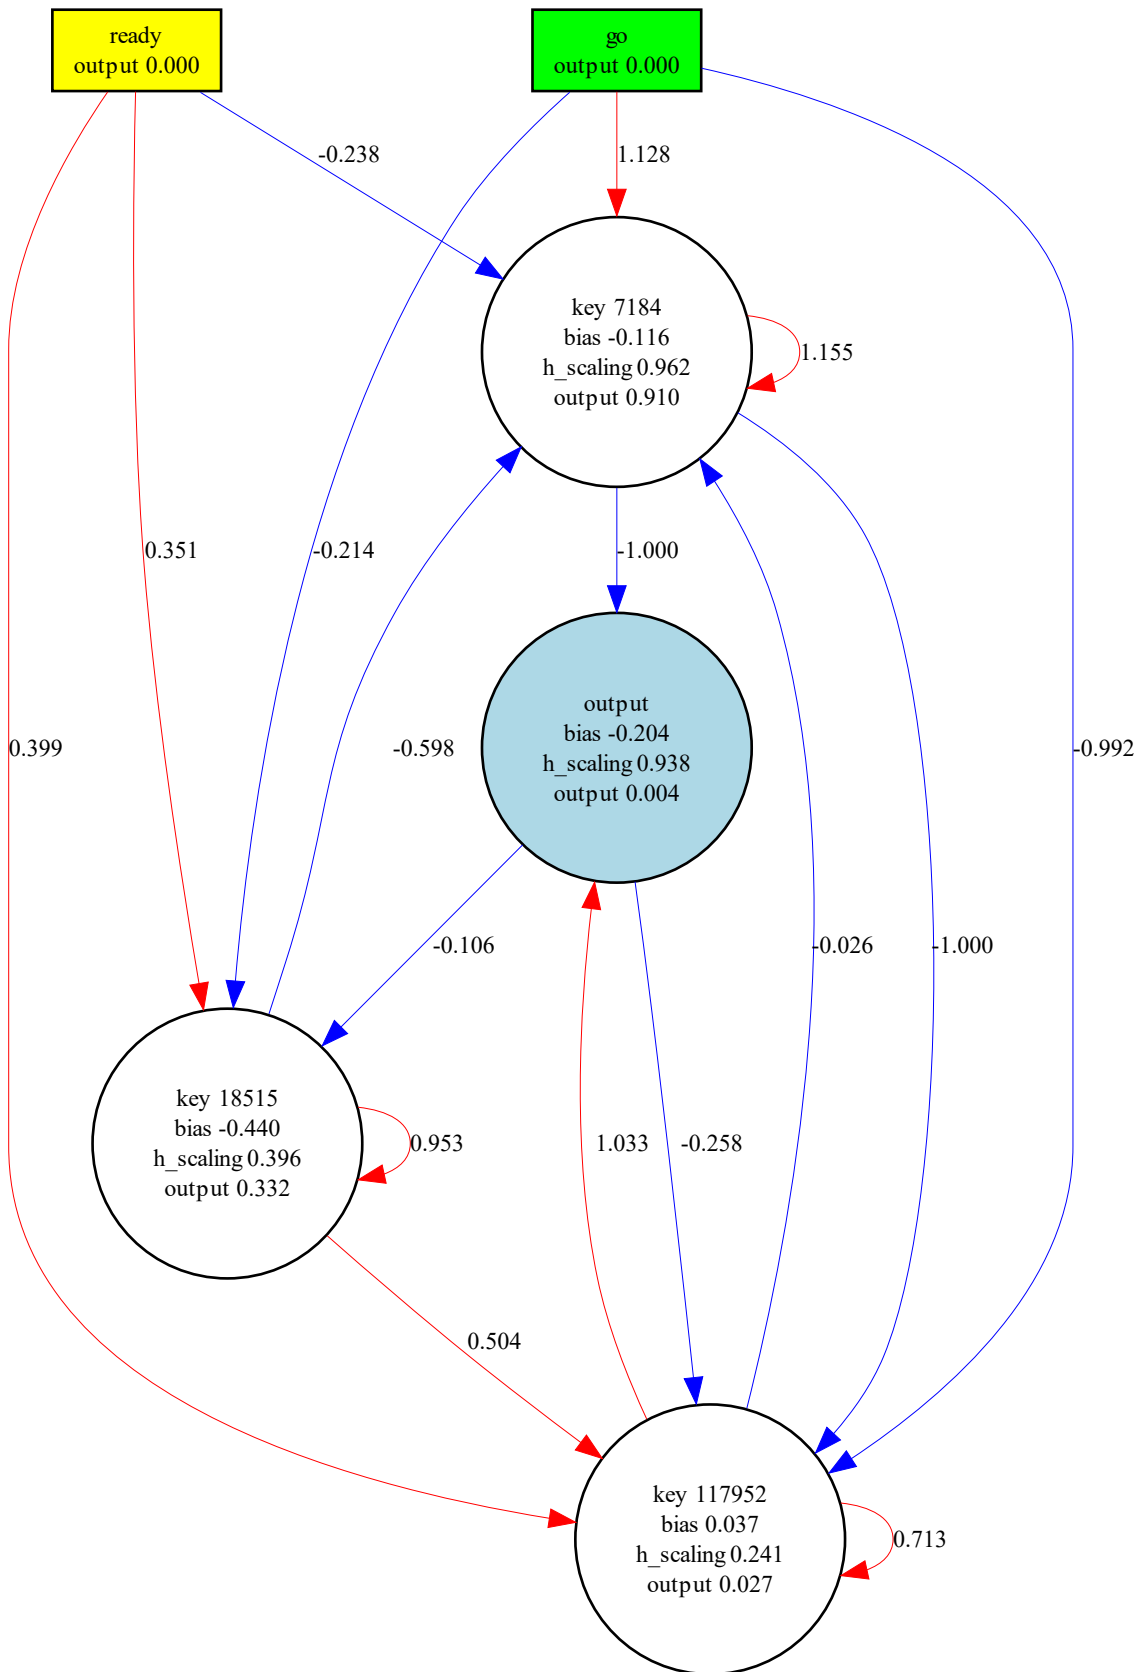 ready
output 0.000
go
output 0.000
-0.238
1.128
key 7184
bias -0.116
h_scaling 0.962
output 0.910
1.155
0.351
-0.214
-1.000
output
bias -0.204
h_scaling 0.938
output 0.004
0.399
-0.598
-0.992
-0.106
-0.026
-1.000
key 18515
bias -0.440
h_scaling 0.396
output 0.332
0.953
1.033
-0.258
0.504
key 117952
bias 0.037
h_scaling 0.241
output 0.027
0.713